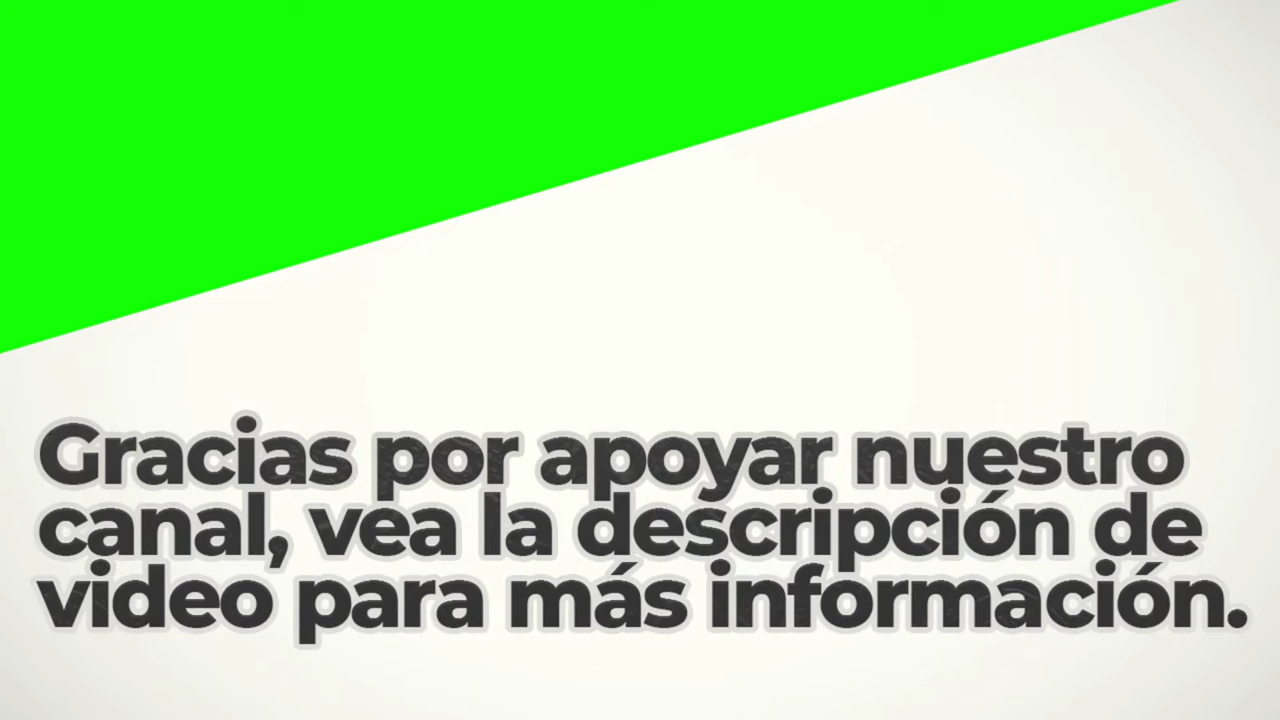 Gracias por apoyar nuestro
canal, vea la descripción de
video para más información.